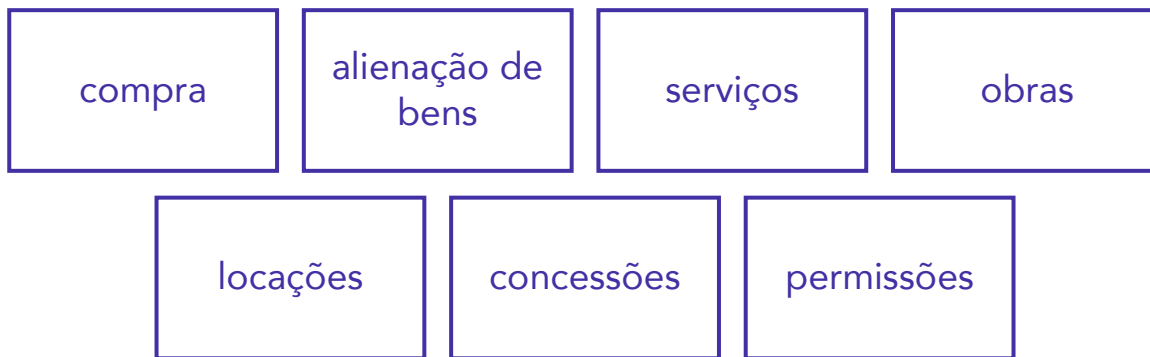 compra
alienação de
bens
serviços
obras
locações
concessões
permissões